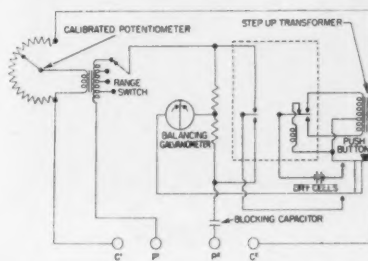 STEP UP TRANSFORMER
CALIBRATED POTENTIOMETER
RANGE
SWITCH
BALANCING
GALVANOMETER
PUSH
BUTTON
DRY CELLS
BLOCKING CAPACITOR